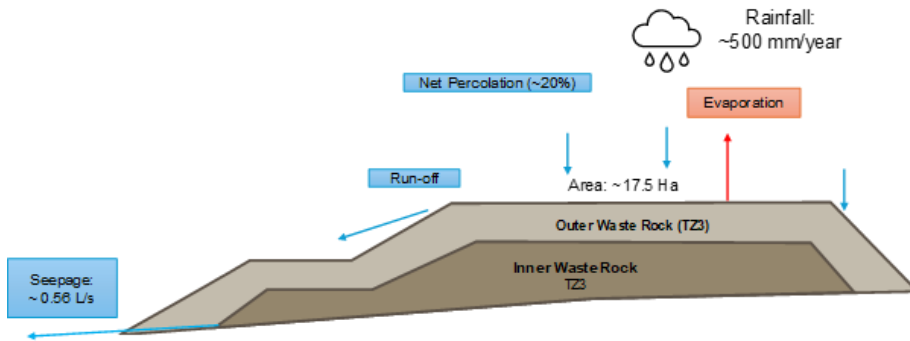 Rainfall:
~500 mm/year
Net Percolation (~20%)
Evaporation
Run-off
Area: ~17.5 Ha
Outer Waste Rock (TZ3)
Inner Waste Rock
TZ3
Seepage:
~ 0.56 L/s